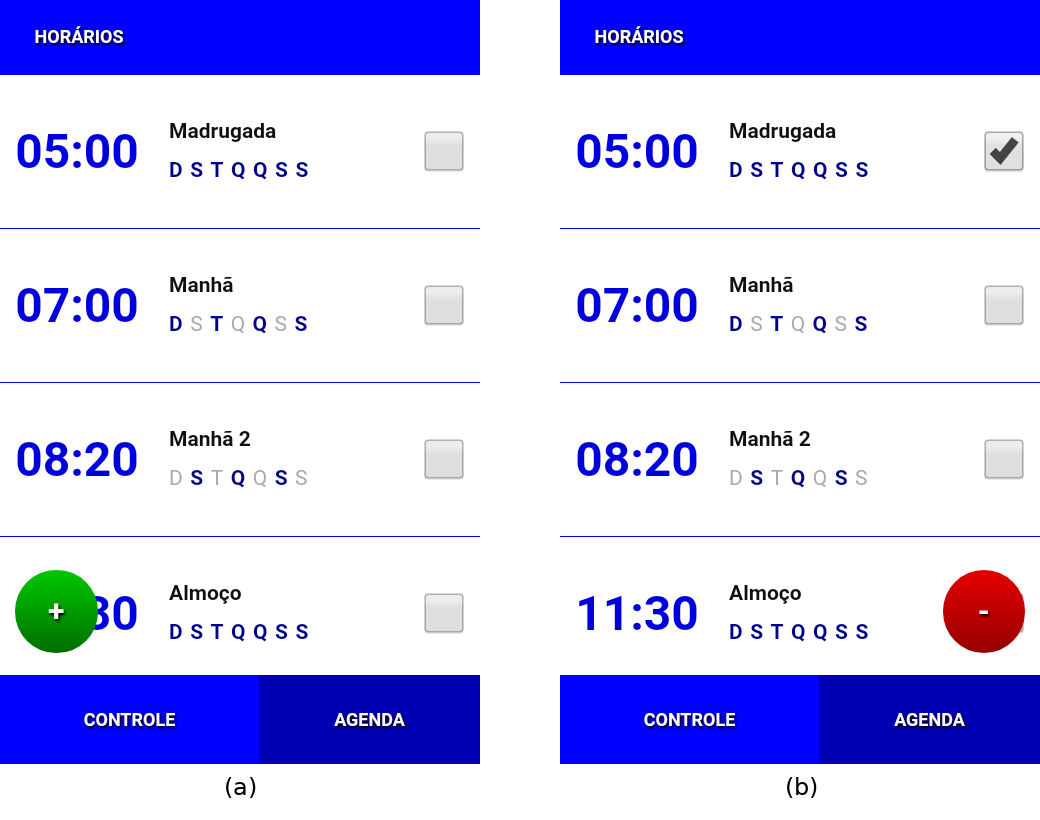 HORÁRIOS
05:00
Madrugada
D S T Q Q S S
07:00
Manhã
D S T Q Q S S
08:20
Manhã 2
D S T Q Q S S
+
30
Almoço
D S T Q Q S S
CONTROLE
AGENDA
(a)
HORÁRIOS
05:00
Madrugada
D S T Q Q S S
07:00
Manhã
D S T Q Q S S
08:20
Manhã 2
D S T Q Q S S
11:30
Almoço
D S T Q Q S S
-
CONTROLE
AGENDA
(b)